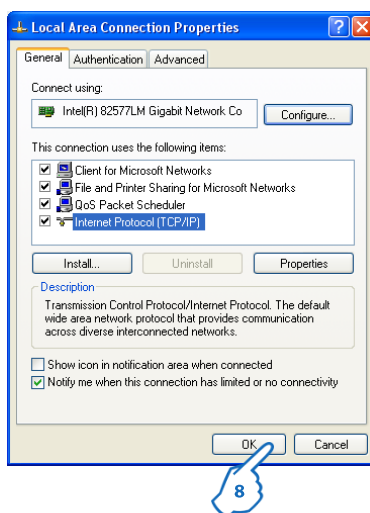 Local Area Connection Properties
General Authentication Advanced
Connect using:
Intel(R) 82577LM Gigabit Network Co Configure...
This connection uses the following items:
Client for Microsoft Networks
File and Printer Sharing for Microsoft Networks
QoS Packet Scheduler
Internet Protocol (TCP/IP)
Install... Uninstall Properties
Description
Transmission Control Protocol/Internet Protocol. The default
wide area network protocol that provides communication
across diverse interconnected networks.
Show icon in notification area when connected
Notify me when this connection has limited or no connectivity
OK Cancel
8